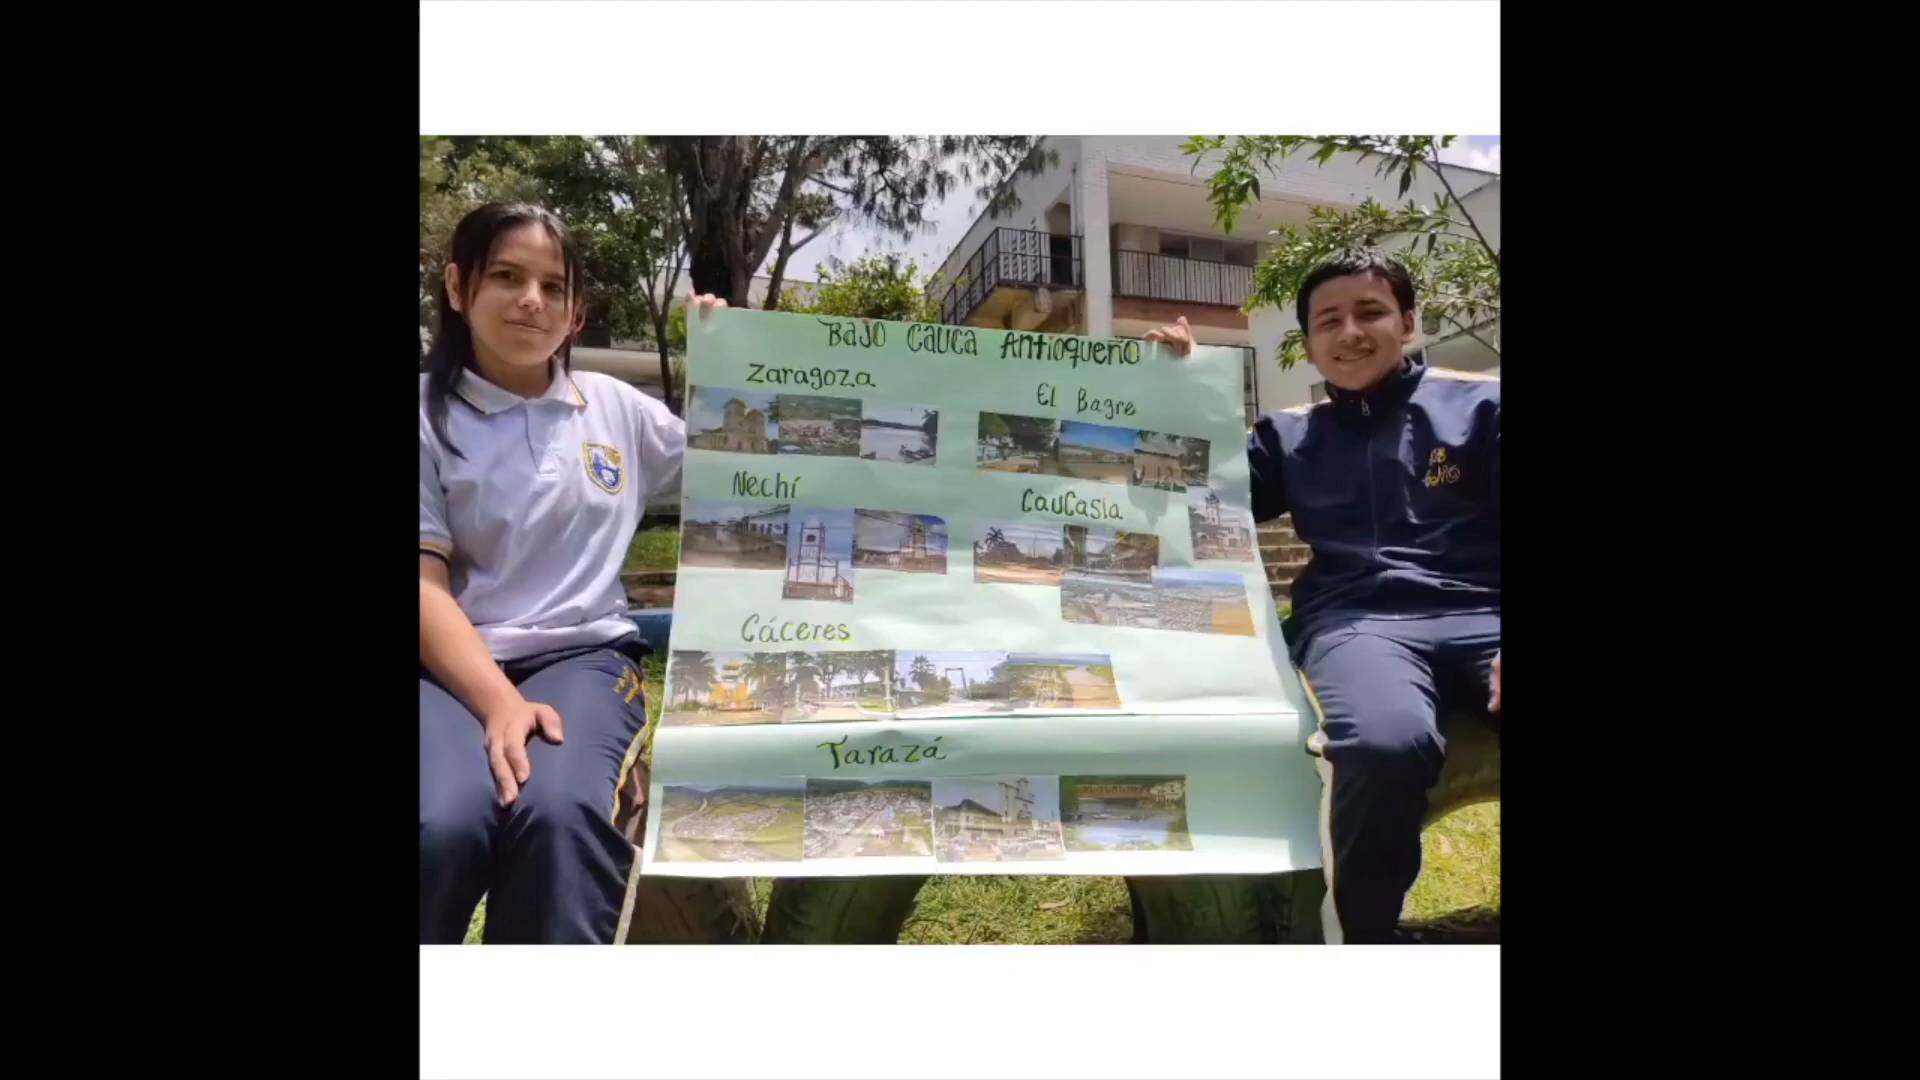 Bajo Cauca Antioqueño
Zaragoza
El Bagre
Nechí
Caucasia
Cáceres
Tarazá